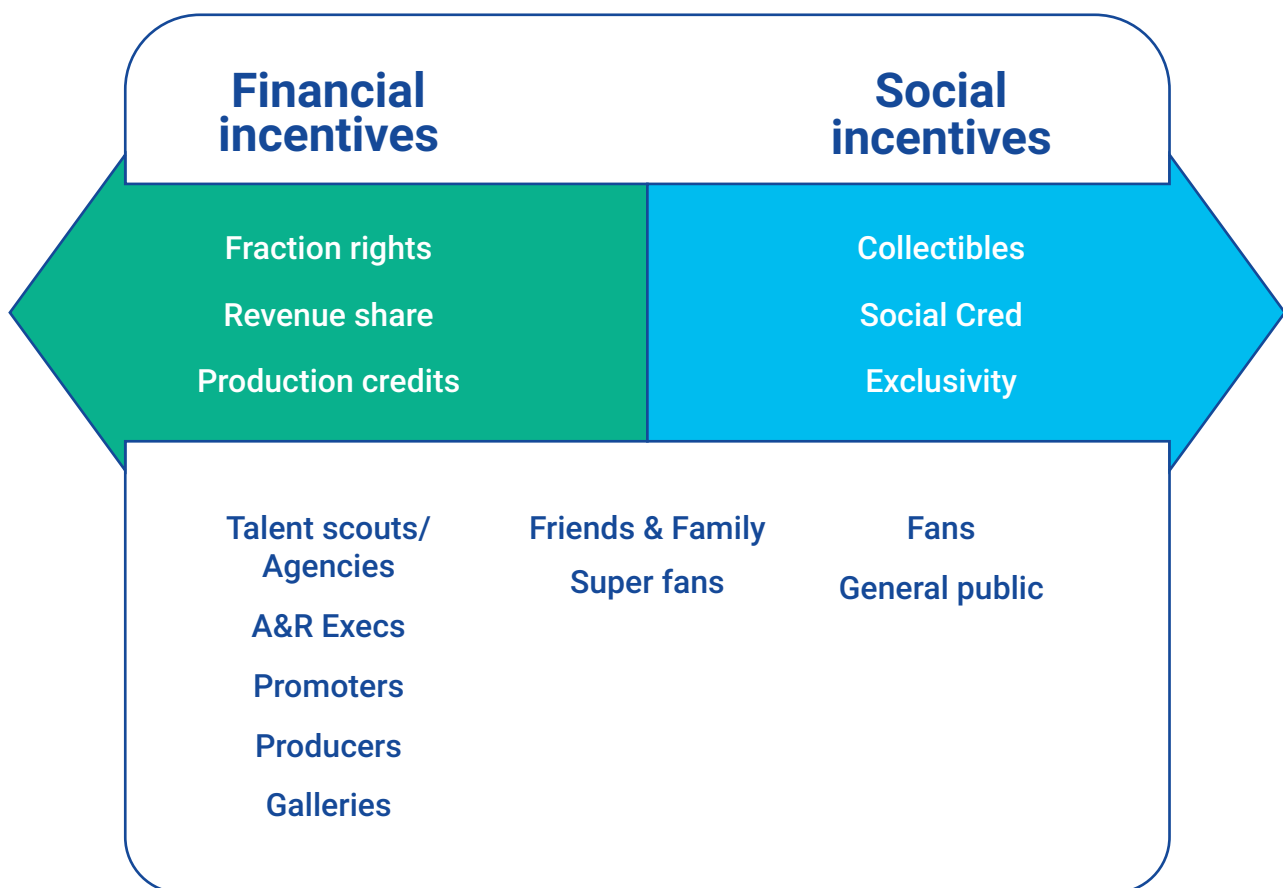 Financial
incentives
Social
incentives
Fraction rights
Revenue share
Production credits
Collectibles
Social Cred
Exclusivity
Talent scouts/
Agencies
A&R Execs
Promoters
Producers
Galleries
Friends & Family
Super fans
Fans
General public